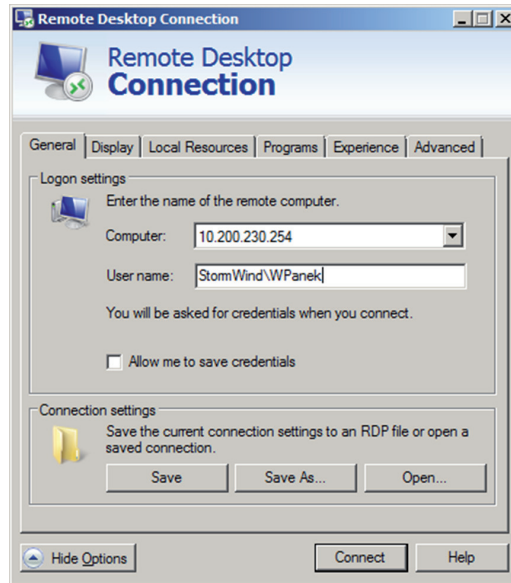 Remote Desktop Connection
Remote Desktop
Connection
General Display Local Resources Programs Experience Advanced
Logon settings
Enter the name of the remote computer.
Computer: 10.200.230.254
User name: StormWind\WPanek
You will be asked for credentials when you connect.
Allow me to save credentials
Connection settings
Save the current connection settings to an RDP file or open a
saved connection.
Save Save As... Open...
Hide Options Connect Help